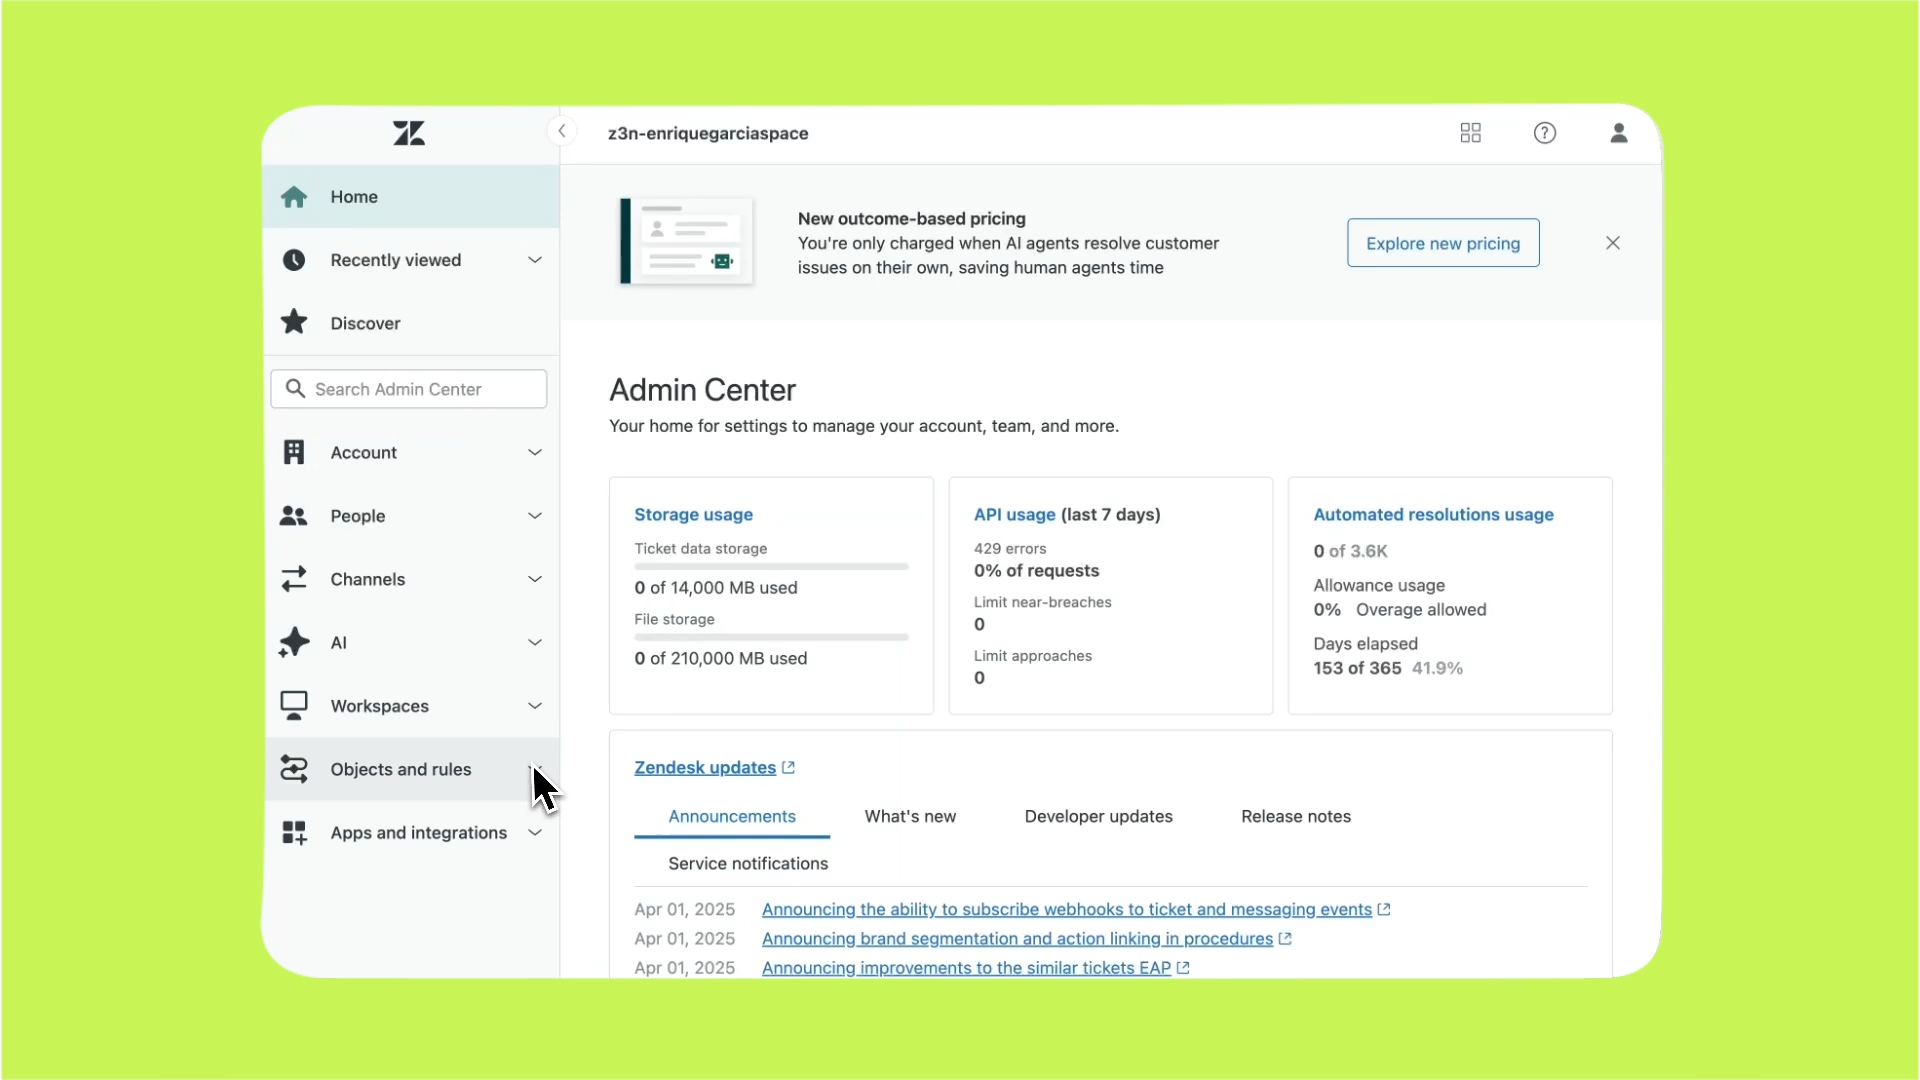 z3n-enriquegarciaspace
Home
Recently viewed
Discover
Search Admin Center
Account
People
Channels
AI
Workspaces
Objects and rules
Apps and integrations
New outcome-based pricing
You're only charged when AI agents resolve customer
issues on their own, saving human agents time
Explore new pricing
Admin Center
Your home for settings to manage your account, team, and more.
Storage usage
Ticket data storage
0 of 14,000 MB used
File storage
0 of 210,000 MB used
API usage (last 7 days)
429 errors
0% of requests
Limit near-breaches
0
Limit approaches
0
Automated resolutions usage
0 of 3.6K
Allowance usage
0% Overage allowed
Days elapsed
153 of 365 41.9%
Zendesk updates
Announcements What's new Developer updates Release notes
Service notifications
Apr 01, 2025 Announcing the ability to subscribe webhooks to ticket and messaging events
Apr 01, 2025 Announcing brand segmentation and action linking in procedures
Apr 01, 2025 Announcing improvements to the similar tickets EAP